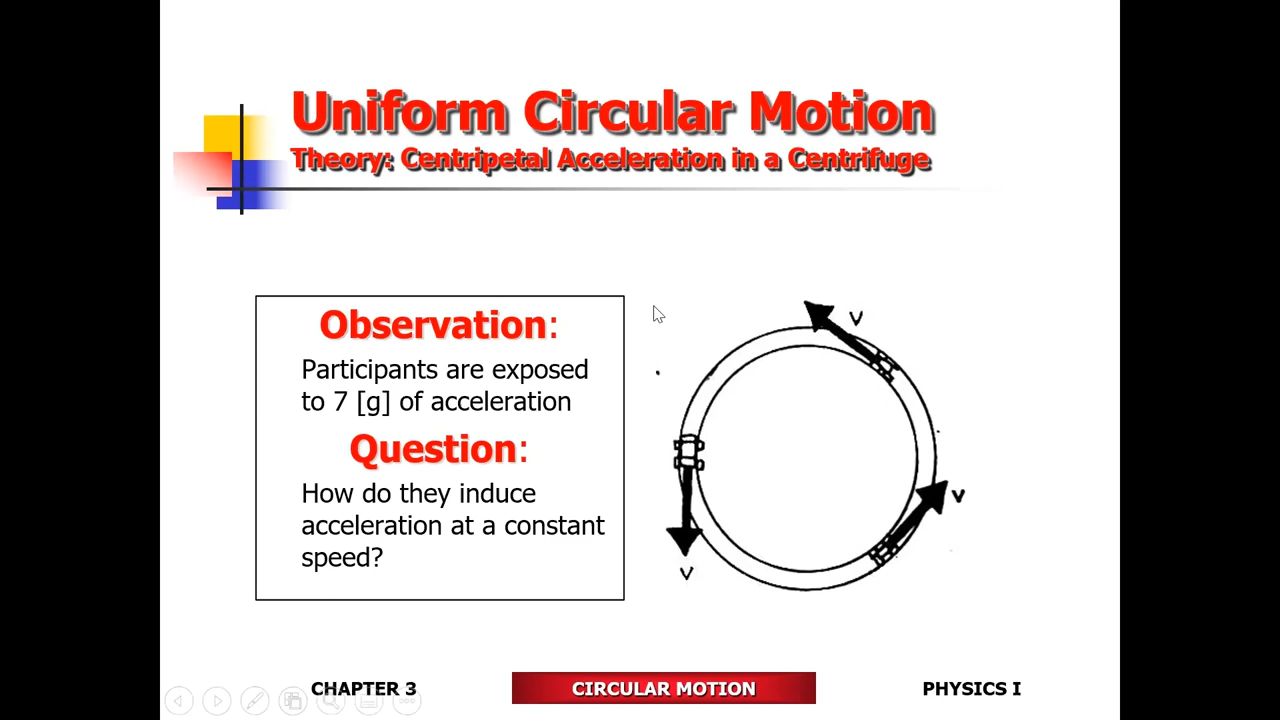 Uniform Circular Motion
Theory: Centripetal Acceleration in a Centrifuge
Observation:
Participants are exposed
to 7 [g] of acceleration
Question:
How do they induce
acceleration at a constant
speed?
V
V
V
CHAPTER 3
CIRCULAR MOTION
PHYSICS I